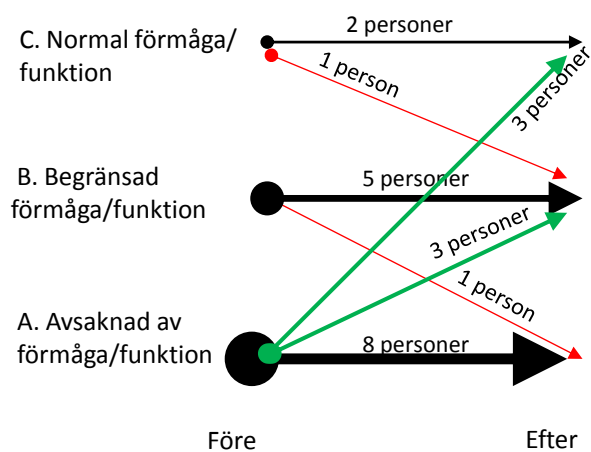 2 personer
C. Normal förmåga/
funktion
1 person
3 personer
B. Begränsad
förmåga/funktion
5 personer
3 personer
1 person
A. Avsaknad av
förmåga/funktion
8 personer
Före
Efter